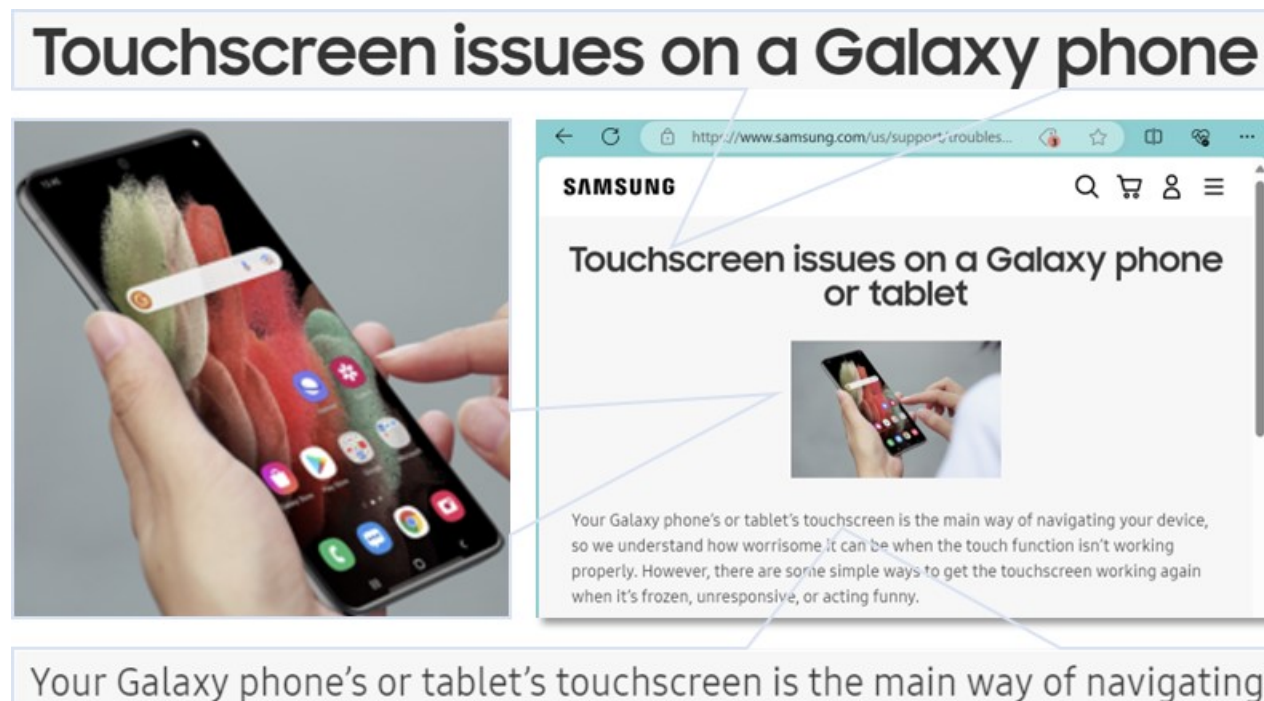 Touchscreen issues on a Galaxy phone
https://www.samsung.com/us/support/troubles...
SAMSUNG
Touchscreen issues on a Galaxy phone
or tablet
Your Galaxy phone's or tablet's touchscreen is the main way of navigating your device,
so we understand how worrisome it can be when the touch function isn't working
properly. However, there are some simple ways to get the touchscreen working again
when it's frozen, unresponsive, or acting funny.
Play Store
Your Galaxy phone's or tablet's touchscreen is the main way of navigating